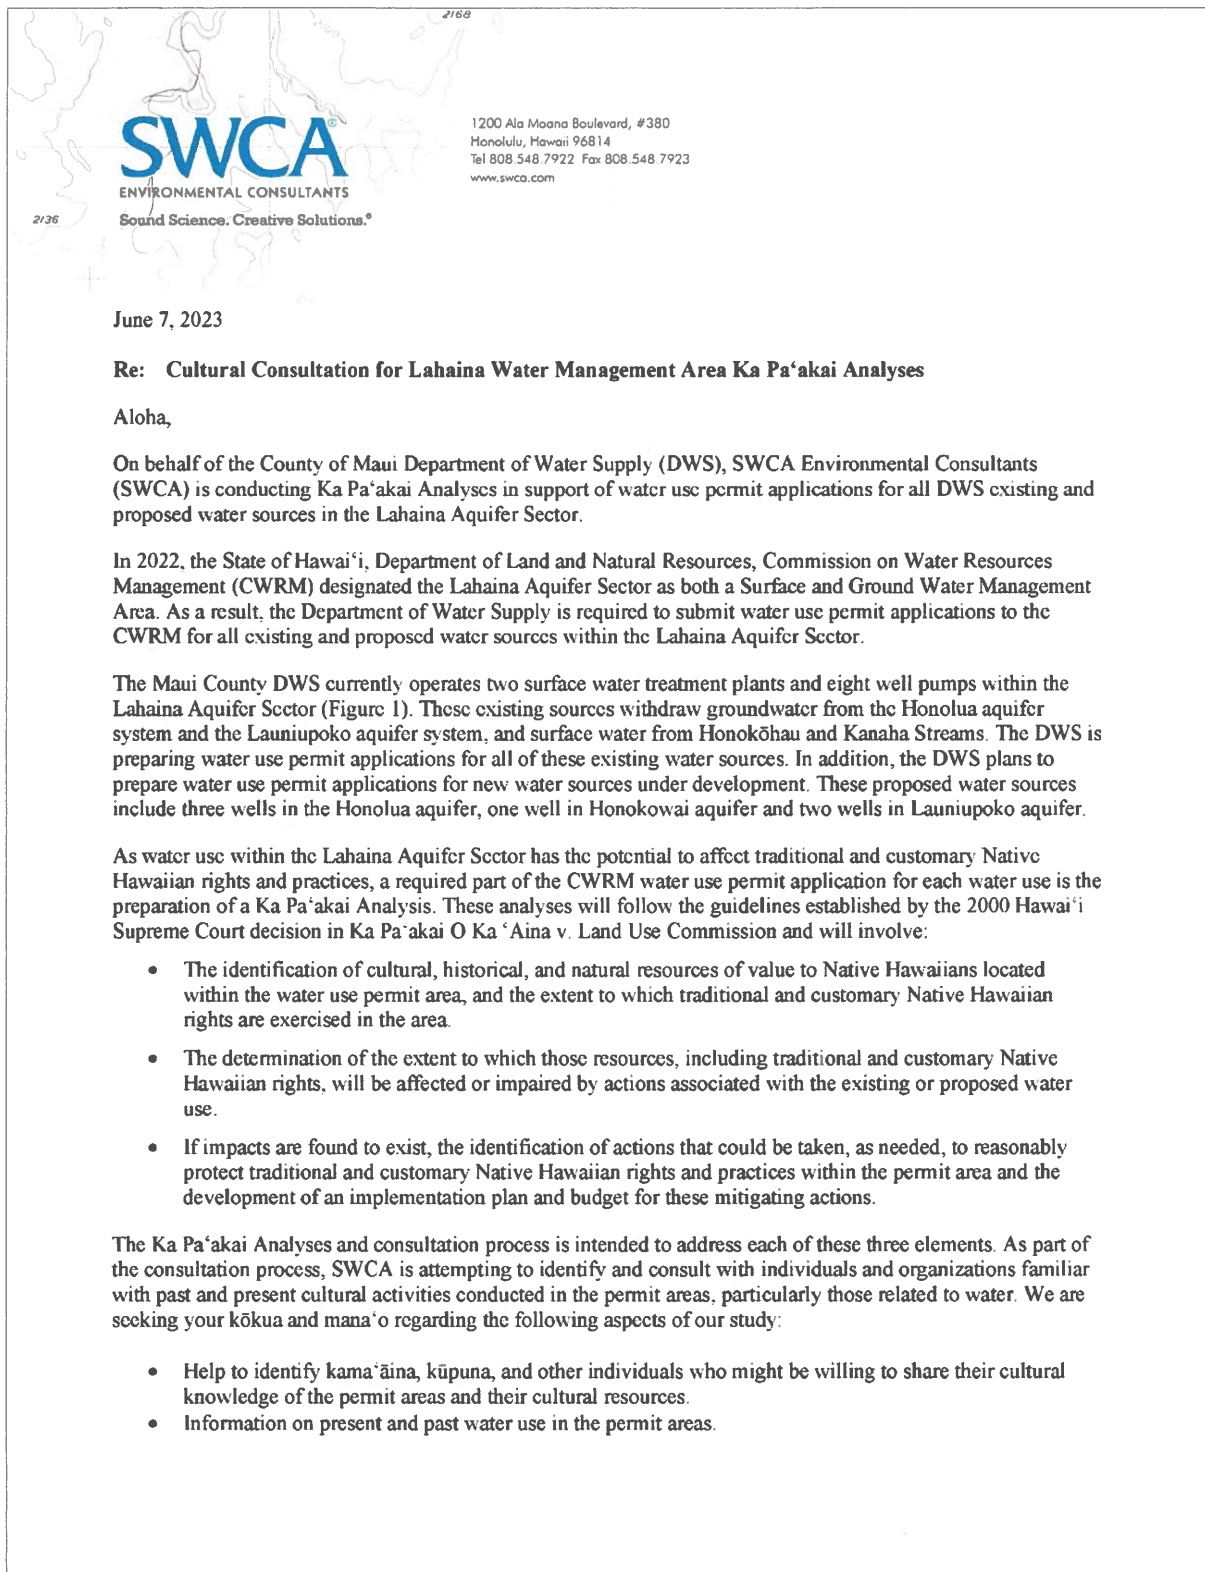 2168
SWCA®
ENVIRONMENTAL CONSULTANTS
Sound Science. Creative Solutions.®
2136
1200 Ala Moana Boulevard, #380
Honolulu, Hawaii 96814
Tel 808.548.7922 Fax 808.548.7923
www.swca.com
June 7, 2023
Re: Cultural Consultation for Lahaina Water Management Area Ka Pa‘akai Analyses
Aloha,
On behalf of the County of Maui Department of Water Supply (DWS), SWCA Environmental Consultants
(SWCA) is conducting Ka Pa‘akai Analyses in support of water use permit applications for all DWS existing and
proposed water sources in the Lahaina Aquifer Sector.
In 2022, the State of Hawai‘i, Department of Land and Natural Resources, Commission on Water Resources
Management (CWRM) designated the Lahaina Aquifer Sector as both a Surface and Ground Water Management
Area. As a result, the Department of Water Supply is required to submit water use permit applications to the
CWRM for all existing and proposed water sources within the Lahaina Aquifer Sector.
The Maui County DWS currently operates two surface water treatment plants and eight well pumps within the
Lahaina Aquifer Sector (Figure 1). These existing sources withdraw groundwater from the Honolua aquifer
system and the Launiupoko aquifer system, and surface water from Honokōhau and Kanaha Streams. The DWS is
preparing water use permit applications for all of these existing water sources. In addition, the DWS plans to
prepare water use permit applications for new water sources under development. These proposed water sources
include three wells in the Honolua aquifer, one well in Honokowai aquifer and two wells in Launiupoko aquifer.
As water use within the Lahaina Aquifer Sector has the potential to affect traditional and customary Native
Hawaiian rights and practices, a required part of the CWRM water use permit application for each water use is the
preparation of a Ka Pa‘akai Analysis. These analyses will follow the guidelines established by the 2000 Hawai‘i
Supreme Court decision in Ka Pa‘akai O Ka ‘Aina v. Land Use Commission and will involve:
• The identification of cultural, historical, and natural resources of value to Native Hawaiians located
within the water use permit area, and the extent to which traditional and customary Native Hawaiian
rights are exercised in the area.
• The determination of the extent to which those resources, including traditional and customary Native
Hawaiian rights, will be affected or impaired by actions associated with the existing or proposed water
use.
• If impacts are found to exist, the identification of actions that could be taken, as needed, to reasonably
protect traditional and customary Native Hawaiian rights and practices within the permit area and the
development of an implementation plan and budget for these mitigating actions.
The Ka Pa‘akai Analyses and consultation process is intended to address each of these three elements. As part of
the consultation process, SWCA is attempting to identify and consult with individuals and organizations familiar
with past and present cultural activities conducted in the permit areas, particularly those related to water. We are
seeking your kōkua and mana‘o regarding the following aspects of our study:
• Help to identify kama‘āina, kūpuna, and other individuals who might be willing to share their cultural
knowledge of the permit areas and their cultural resources.
• Information on present and past water use in the permit areas.